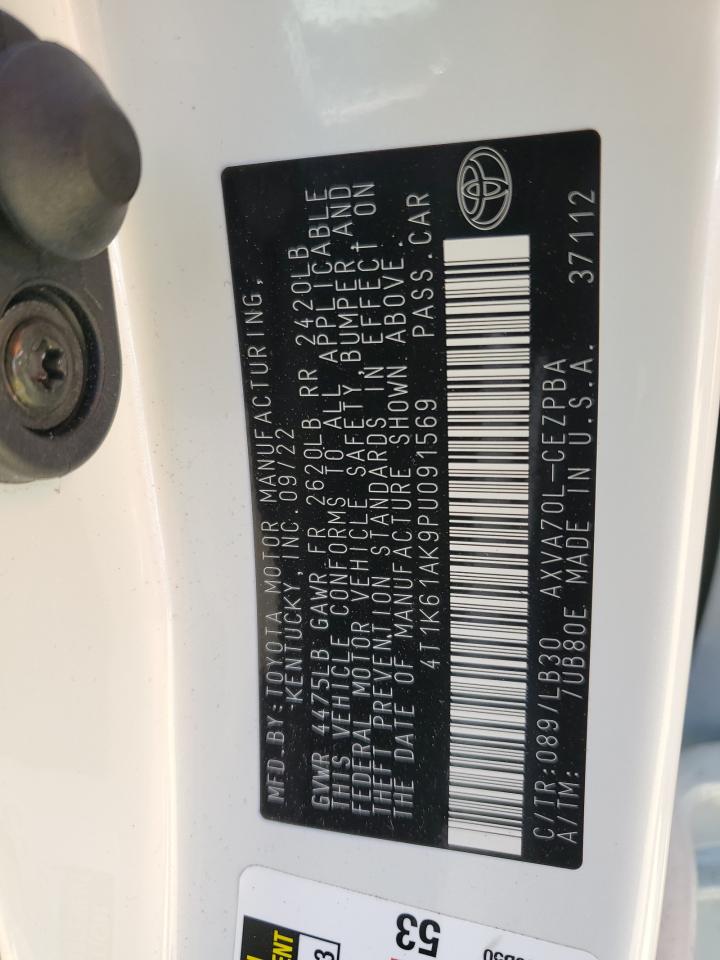 MFD.BY:TOYOTA MOTOR MANUFACTURING,
KENTUCKY, INC. 09/22
GVWR 4475LB GAWR FR 2620LB RR 2420LB
THIS VEHICLE CONFORMS TO ALL APPLICABLE
FEDERAL MOTOR VEHICLE SAFETY, BUMPER, AND
THEFT PREVENTION STANDARDS IN EFFECT ON
THE DATE OF MANUFACTURE SHOWN ABOVE.
4T1K61AK9PU091569 PASS.CAR
C/TR:089/LB30 AXVA70L-CEZPBA
A/TM: 7UB80E MADE IN U.S.A. 37112
53
3